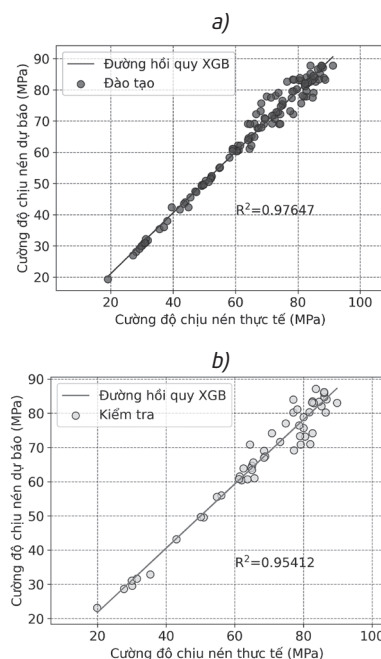 a)
Đường hồi quy XGB
Đào tạo
R²=0.97647
90
80
70
60
50
40
30
20
20 40 60 80 100
Cường độ chịu nén dự báo (MPa)
Cường độ chịu nén thực tế (MPa)
b)
Đường hồi quy XGB
Kiểm tra
R²=0.95412
90
80
70
60
50
40
30
20
20 40 60 80 100
Cường độ chịu nén dự báo (MPa)
Cường độ chịu nén thực tế (MPa)